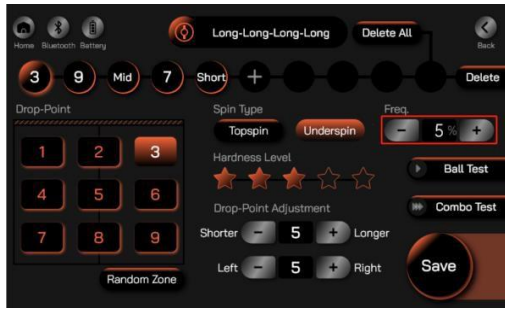 Long-Long-Long-Long
Delete All
Home Bluetooth Battery
Back
3 9 Mid 7 Short + Delete
Drop-Point
Spin Type
Freq.
Topspin Underspin
- 5 % +
1 2 3
Hardness Level
Ball Test
4 5 6
Drop-Point Adjustment
Combo Test
7 8 9
Shorter - 5 + Longer
Left - 5 + Right
Save
Random Zone